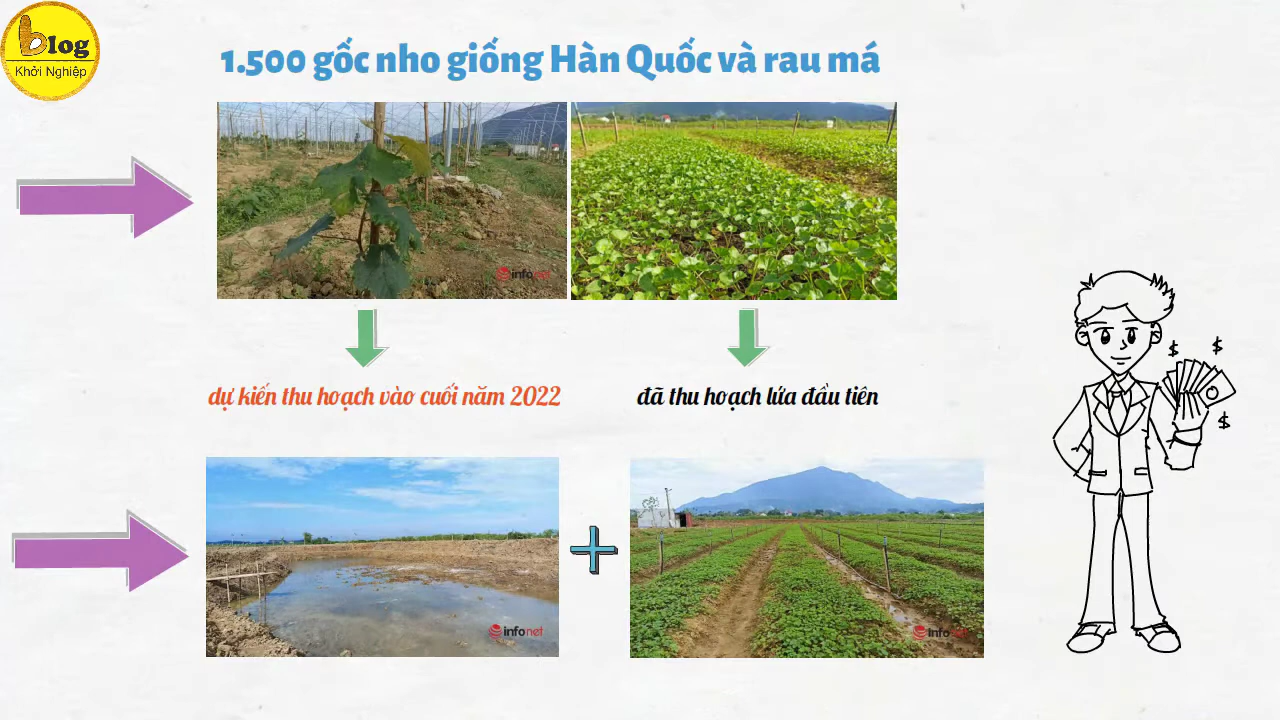 blog
Khởi Nghiệp
1.500 gốc nho giống Hàn Quốc và rau má
infonet
dự kiến thu hoạch vào cuối năm 2022
đã thu hoạch lứa đầu tiên
$
$
$
infonet
infonet